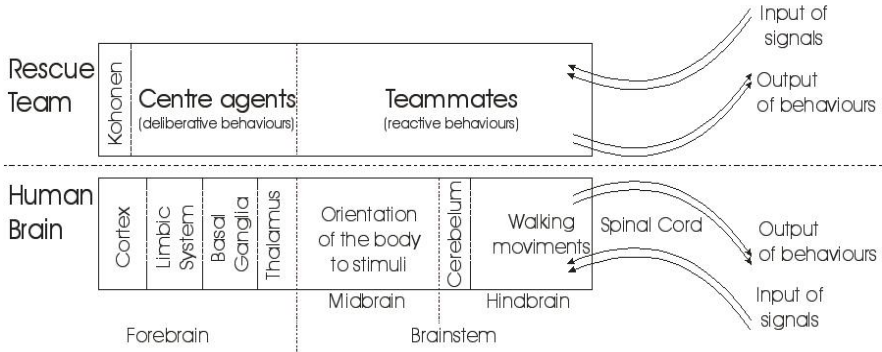 Input of
signals
Rescue
Team
Kohonen
Centre agents
(deliberative behaviours)
Teammates
(reactive behaviours)
Output
of behaviours
Human
Brain
Cortex
Limbic
System
Basal
Ganglia
Thalamus
Orientation
of the body
to stimuli
Cerebelum
Walking
moviments
Spinal Cord
Output
of behaviours
Midbrain
Hindbrain
Input of
signals
Forebrain
Brainstem